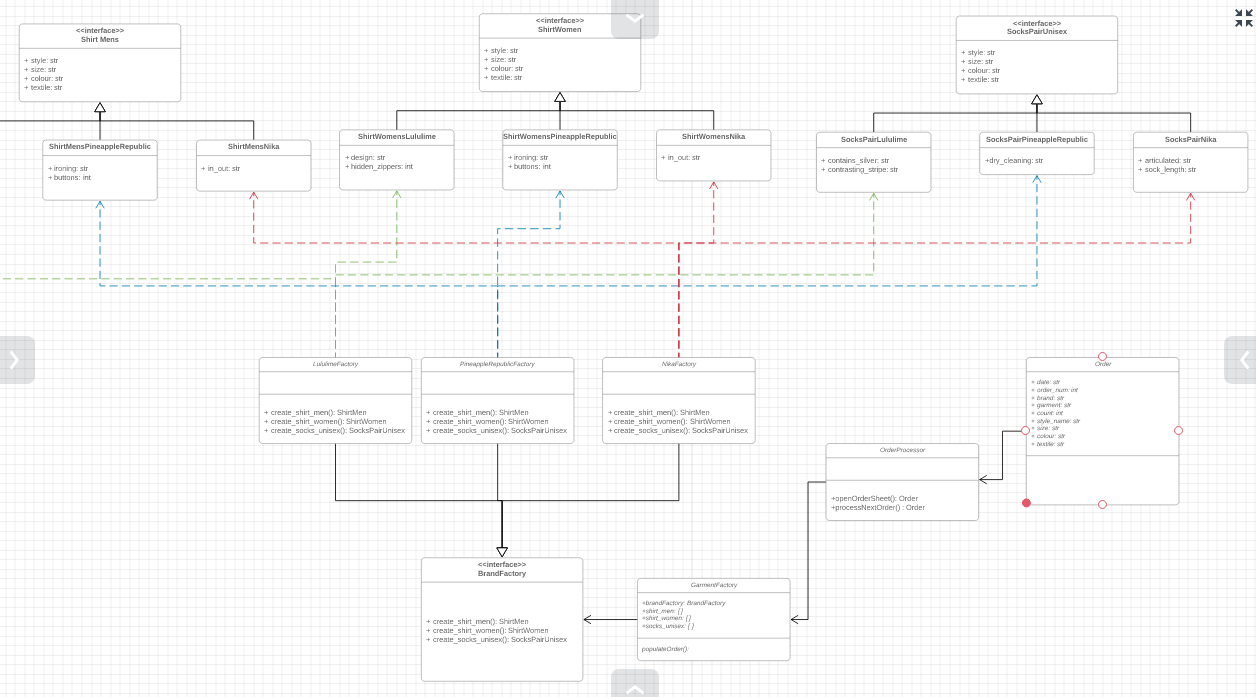 <<interface>>
Shirt Mens
+ style: str
+ size: str
+ colour: str
+ textile: str
<<interface>>
ShirtWomen
+ style: str
+ size: str
+ colour: str
+ textile: str
<<interface>>
SocksPairUnisex
+ style: str
+ size: str
+ colour: str
+ textile: str
ShirtMensPineappleRepublic
+ ironing: str
+ buttons: int
ShirtMensNika
+ in_out: str
ShirtWomensLululime
+ design: str
+ hidden_zippers: int
ShirtWomensPineappleRepublic
+ ironing: str
+ buttons: int
ShirtWomensNika
+ in_out: str
SocksPairLululime
+ contains_silver: str
+ contrasting_stripe: str
SocksPairPineappleRepublic
+dry_cleaning: str
SocksPairNika
+ articulated: str
+ sock_length: str
LululimeFactory
+ create_shirt_men(): ShirtMen
+ create_shirt_women(): ShirtWomen
+ create_socks_unisex(): SocksPairUnisex
PineappleRepublicFactory
+ create_shirt_men(): ShirtMen
+ create_shirt_women(): ShirtWomen
+ create_socks_unisex(): SocksPairUnisex
NikaFactory
+ create_shirt_men(): ShirtMen
+ create_shirt_women(): ShirtWomen
+ create_socks_unisex(): SocksPairUnisex
Order
+ date: str
+ order_num: int
+ brand: str
+ garment: str
+ count: int
+ style_name: str
+ size: str
+ colour: str
+ textile: str
OrderProcessor
+openOrderSheet(): Order
+processNextOrder() : Order
<<interface>>
BrandFactory
+ create_shirt_men(): ShirtMen
+ create_shirt_women(): ShirtWomen
+ create_socks_unisex(): SocksPairUnisex
GarmentFactory
+brandFactory: BrandFactory
+shirt_men: [ ]
+shirt_women: [ ]
+socks_unisex: [ ]
populateOrder():